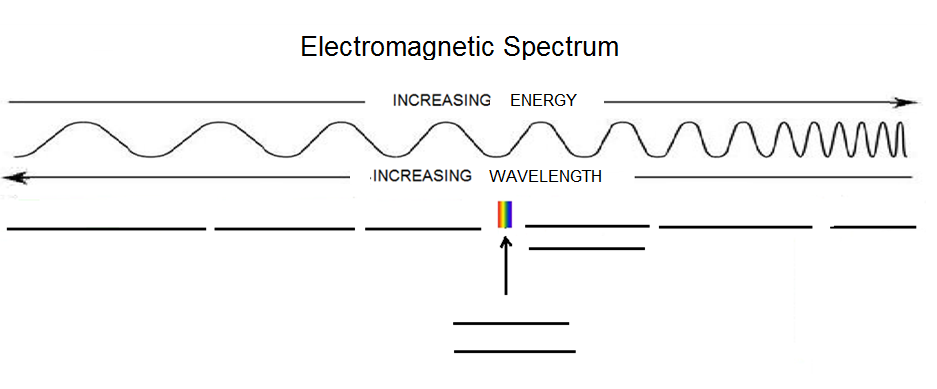 Electromagnetic Spectrum
INCREASING ENERGY
INCREASING WAVELENGTH